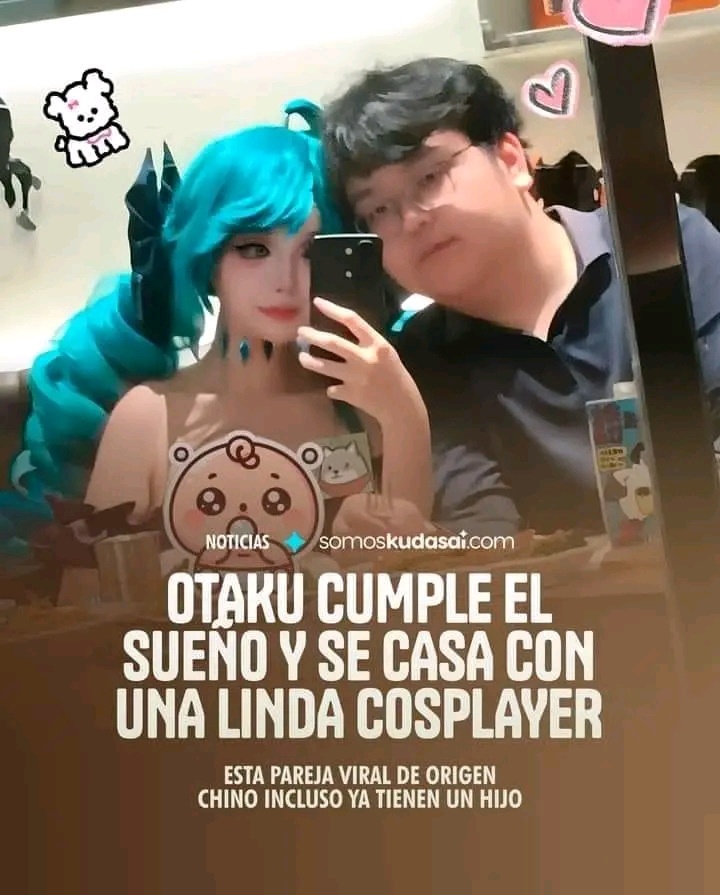 NOTICIAS somoskudasai.com
OTAKU CUMPLE EL
SUEÑO Y SE CASA CON
UNA LINDA COSPLAYER
ESTA PAREJA VIRAL DE ORIGEN
CHINO INCLUSO YA TIENEN UN HIJO